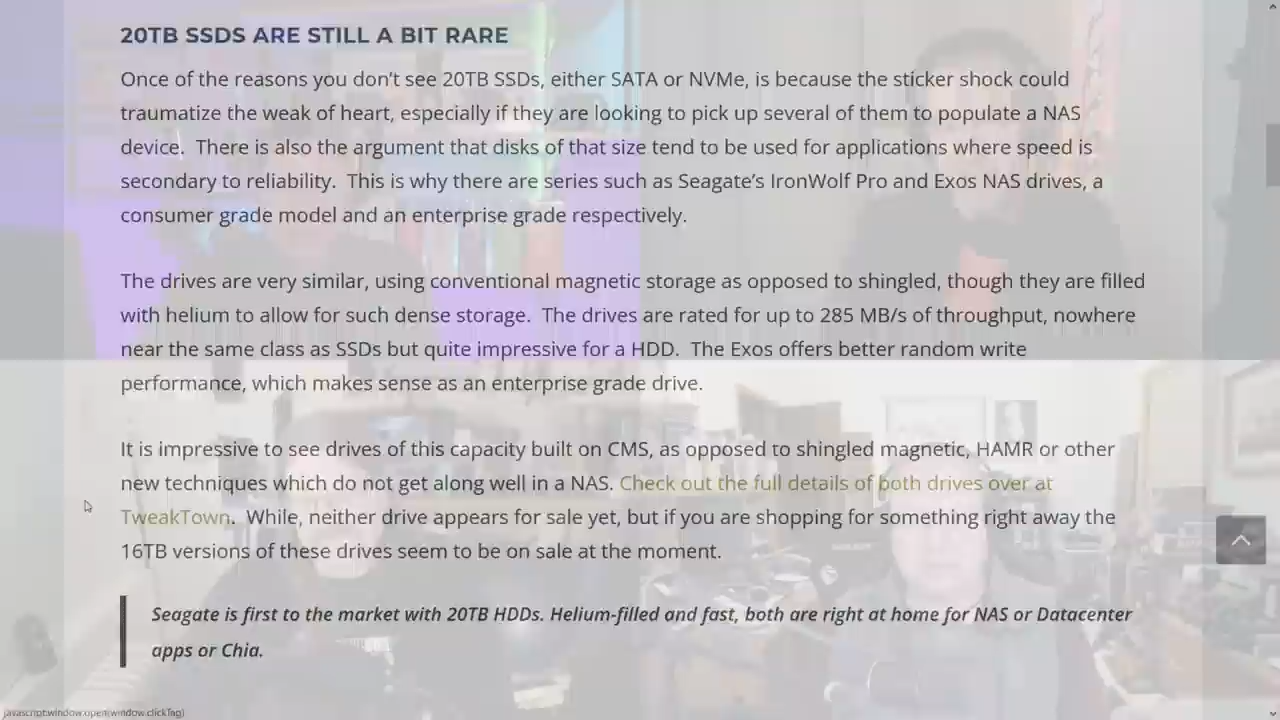 20TB SSDS ARE STILL A BIT RARE
Once of the reasons you don't see 20TB SSDs, either SATA or NVMe, is because the sticker shock could
traumatize the weak of heart, especially if they are looking to pick up several of them to populate a NAS
device.  There is also the argument that disks of that size tend to be used for applications where speed is
secondary to reliability.  This is why there are series such as Seagate's IronWolf Pro and Exos NAS drives, a
consumer grade model and an enterprise grade respectively.
The drives are very similar, using conventional magnetic storage as opposed to shingled, though they are filled
with helium to allow for such dense storage.  The drives are rated for up to 285 MB/s of throughput, nowhere
near the same class as SSDs but quite impressive for a HDD.  The Exos offers better random write
performance, which makes sense as an enterprise grade drive.
It is impressive to see drives of this capacity built on CMS, as opposed to shingled magnetic, HAMR or other
new techniques which do not get along well in a NAS. Check out the full details of both drives over at
TweakTown.  While, neither drive appears for sale yet, but if you are shopping for something right away the
16TB versions of these drives seem to be on sale at the moment.
Seagate is first to the market with 20TB HDDs. Helium-filled and fast, both are right at home for NAS or Datacenter
apps or Chia.
javascript:window.open(window.clickTag)